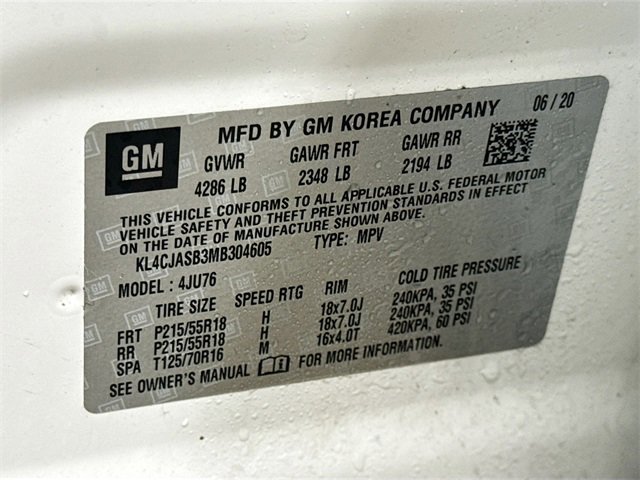 GM
MFD BY GM KOREA COMPANY 06 / 20
GVWR GAWR FRT GAWR RR
4286 LB 2348 LB 2194 LB
THIS VEHICLE CONFORMS TO ALL APPLICABLE U.S. FEDERAL MOTOR
VEHICLE SAFETY AND THEFT PREVENTION STANDARDS IN EFFECT
ON THE DATE OF MANUFACTURE SHOWN ABOVE.
KL4CJASB3MB304605 TYPE: MPV
MODEL : 4JU76
TIRE SIZE SPEED RTG RIM COLD TIRE PRESSURE
FRT P215/55R18 H 18x7.0J 240KPA, 35 PSI
RR P215/55R18 H 18x7.0J 240KPA, 35 PSI
SPA T125/70R16 M 16x4.0T 420KPA, 60 PSI
SEE OWNER'S MANUAL FOR MORE INFORMATION.